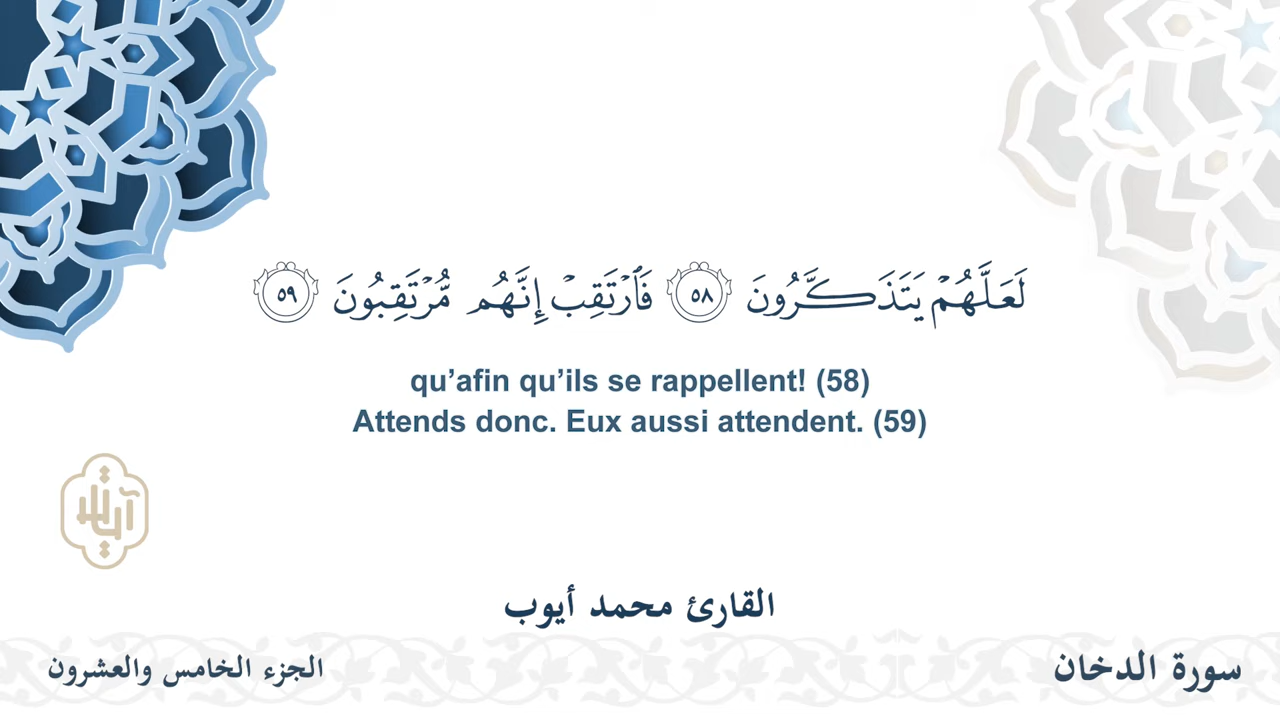 لَعَلَّهُمْ يَتَذَكَّرُونَ ٥٨ فَٱرْتَقِبْ إِنَّهُم مُّرْتَقِبُونَ ٥٩
qu’afin qu’ils se rappellent! (58)
Attends donc. Eux aussi attendent. (59)
آيات
القارئ محمد أيوب
سورة الدخان
الجزء الخامس والعشرون